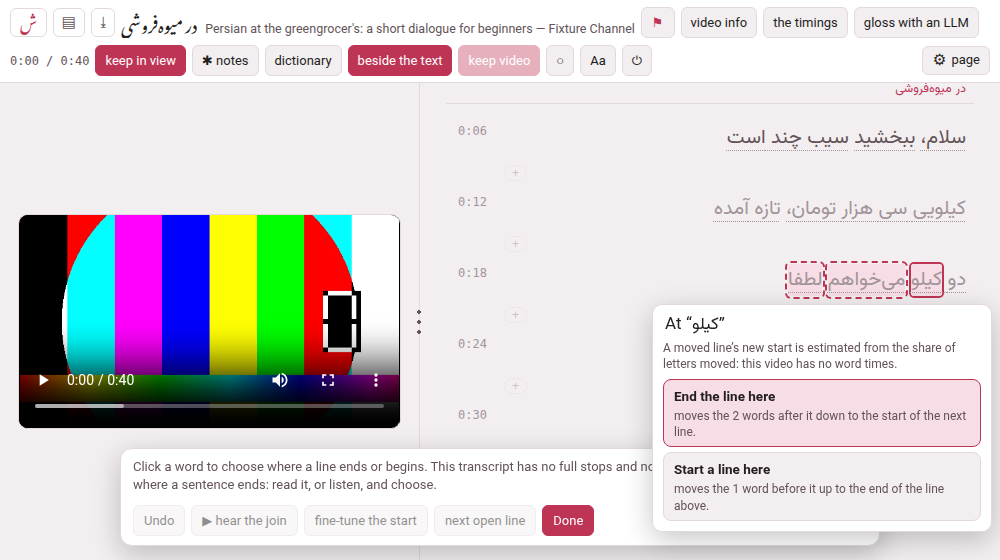 ش ▤ ⤓ در میوه‌فروشی Persian at the greengrocer's: a short dialogue for beginners — Fixture Channel ⚑ video info the timings gloss with an LLM
0:00 / 0:40 keep in view ✱ notes dictionary beside the text keep video ○ Aa ⏻ ⚙ page
در میوه‌فروشی
0:06 سلام، ببخشید سیب چند است
+
0:12 کیلویی سی هزار تومان، تازه آمده
+
0:18 دو کیلو می‌خواهم لطفا
+
0:24
+
0:30
0:00 / 0:40
At “کیلو”
A moved line’s new start is estimated from the share of
letters moved: this video has no word times.
End the line here
moves the 2 words after it down to the start of the next
line.
Start a line here
moves the 1 word before it up to the end of the line
above.
Click a word to choose where a line ends or begins. This transcript has no full stops and
where a sentence ends: read it, or listen, and choose.
Undo ▶ hear the join fine-tune the start next open line Done